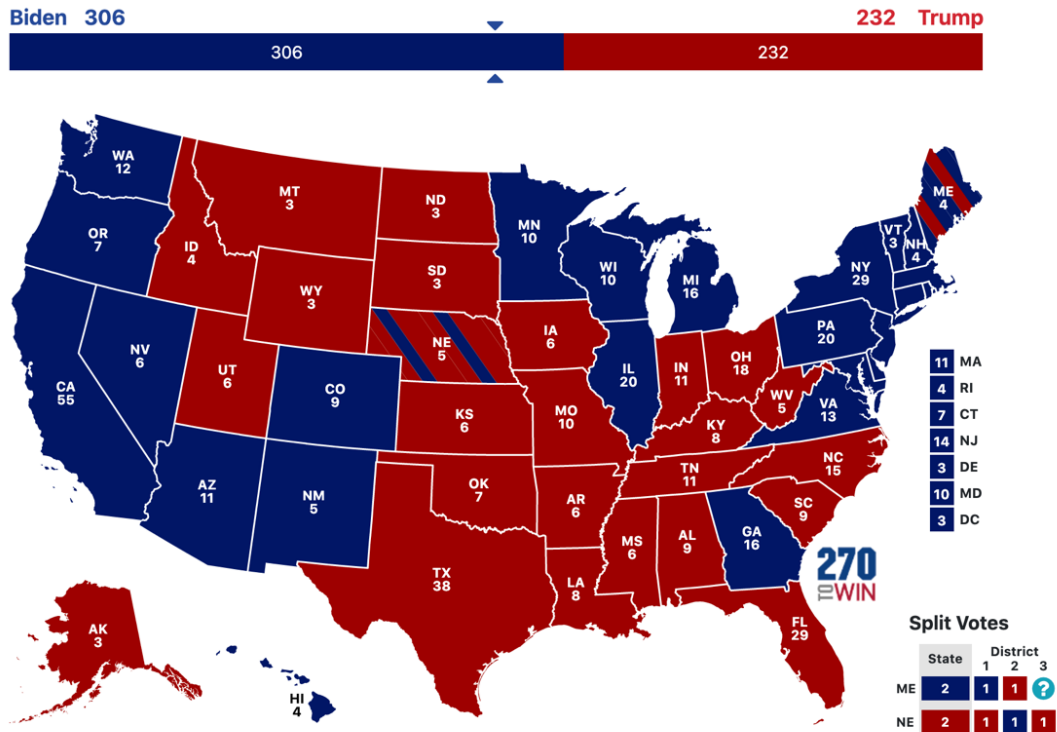 Biden 306
232 Trump
306
232
WA
12
MT
3
ND
3
MN
10
ME
4
OR
7
ID
4
SD
3
WI
10
MI
16
VT
3
NH
4
NY
29
WY
3
IA
6
PA
20
NV
6
UT
6
NE
5
IL
20
IN
11
OH
18
CA
55
CO
9
KS
6
MO
10
WV
5
VA
13
KY
8
AZ
11
NM
5
OK
7
AR
6
TN
11
NC
15
SC
9
MS
6
AL
9
GA
16
TX
38
LA
8
FL
29
AK
3
HI
4
11 MA
4 RI
7 CT
14 NJ
3 DE
10 MD
3 DC
270
TO WIN
Split Votes
State District
1 2 3
ME 2 1 1 ?
NE 2 1 1 1